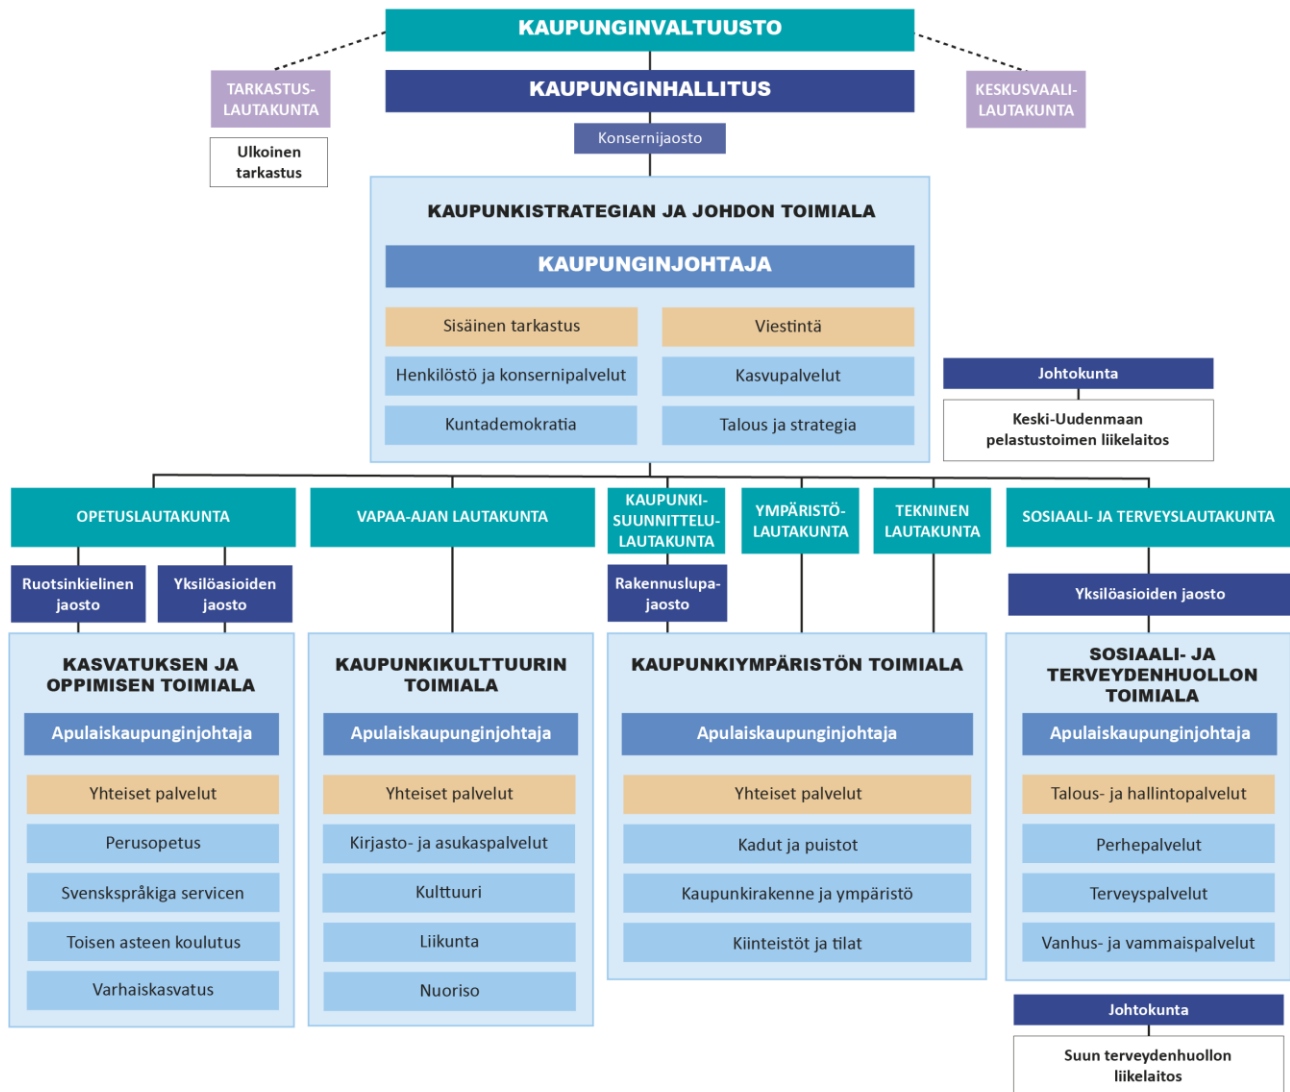 KAUPUNGINVALTUUSTO
TARKASTUS-
LAUTAKUNTA
KAUPUNGINHALLITUS
KESKUSVAALI-
LAUTAKUNTA
Ulkoinen
tarkastus
Konsernijaosto
KAUPUNKISTRATEGIAN JA JOHDON TOIMIALA
KAUPUNGINJOHTAJA
Sisäinen tarkastus
Viestintä
Henkilöstö ja konsernipalvelut
Kasvupalvelut
Kuntademokratia
Talous ja strategia
Johtokunta
Keski-Uudenmaan
pelastustoimen liikelaitos
OPETUSLAUTAKUNTA
VAPAA-AJAN LAUTAKUNTA
KAUPUNKI-
SUUNNITTELU-
LAUTAKUNTA
YMPÄRISTÖ-
LAUTAKUNTA
TEKNINEN
LAUTAKUNTA
SOSIAALI- JA TERVEYSLAUTAKUNTA
Ruotsinkielinen
jaosto
Yksilöasioiden
jaosto
Rakennuslupa-
jaosto
Yksilöasioiden jaosto
KASVATUKSEN JA
OPPIMISEN TOIMIALA
Apulaiskaupunginjohtaja
Yhteiset palvelut
Perusopetus
Svenskspråkiga servicen
Toisen asteen koulutus
Varhaiskasvatus
KAUPUNKIKULTTUURIN
TOIMIALA
Apulaiskaupunginjohtaja
Yhteiset palvelut
Kirjasto- ja asukaspalvelut
Kulttuuri
Liikunta
Nuoriso
KAUPUNKIYMPÄRISTÖN TOIMIALA
Apulaiskaupunginjohtaja
Yhteiset palvelut
Kadut ja puistot
Kaupunkirakenne ja ympäristö
Kiinteistöt ja tilat
SOSIAALI- JA
TERVEYDENHUOLLON
TOIMIALA
Apulaiskaupunginjohtaja
Talous- ja hallintopalvelut
Perhepalvelut
Terveyspalvelut
Vanhus- ja vammaispalvelut
Johtokunta
Suun terveydenhuollon
liikelaitos